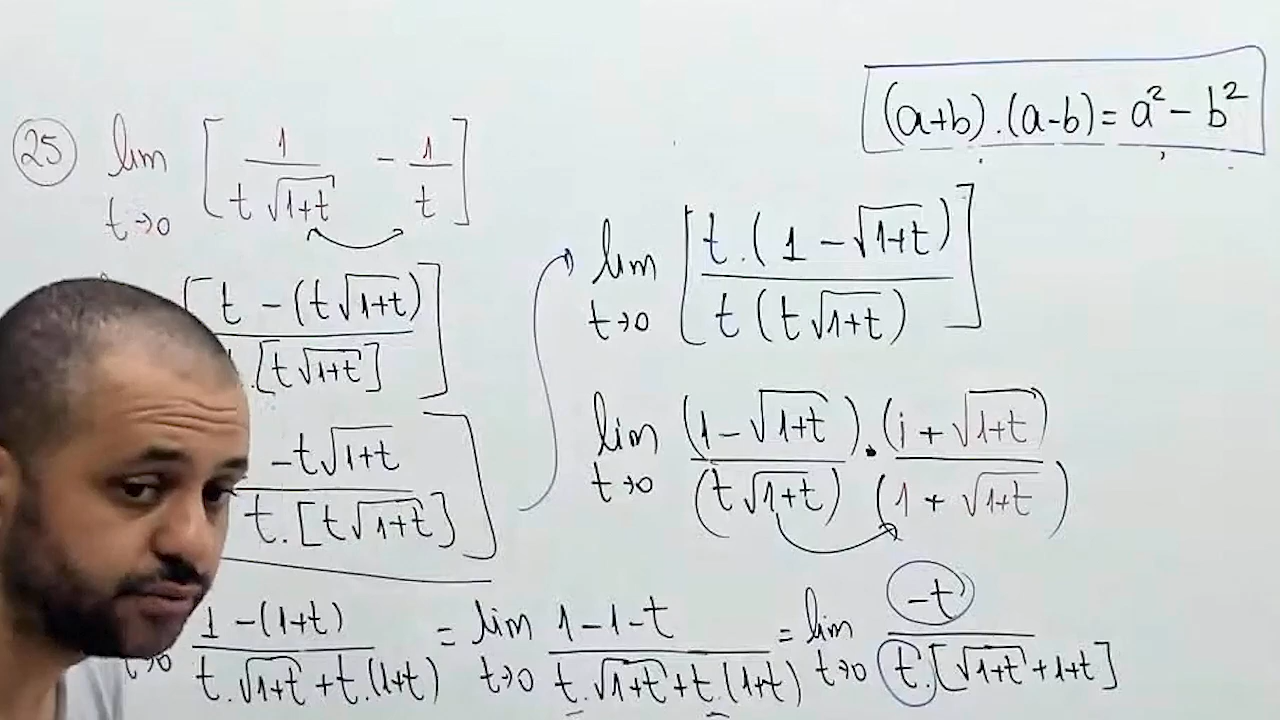 (a+b).(a-b)=a²-b²
25 lim t→0 [1/(t√(1+t)) - 1/t]
[t-(t√(1+t)) / .[t√(1+t)]]
-t√(1+t) / t.[t√(1+t)]]
lim t→0 [t.(1-√(1+t)) / t(t√(1+t))]
lim t→0 (1-√(1+t)) / (t√(1+t)) . (1+√(1+t)) / (1+√(1+t))
t→0 1-(1+t) / t.√(1+t)+t.(1+t) = lim t→0 1-1-t / t.√(1+t)+t.(1+t) = lim t→0 -t / t.[√(1+t)+1+t]